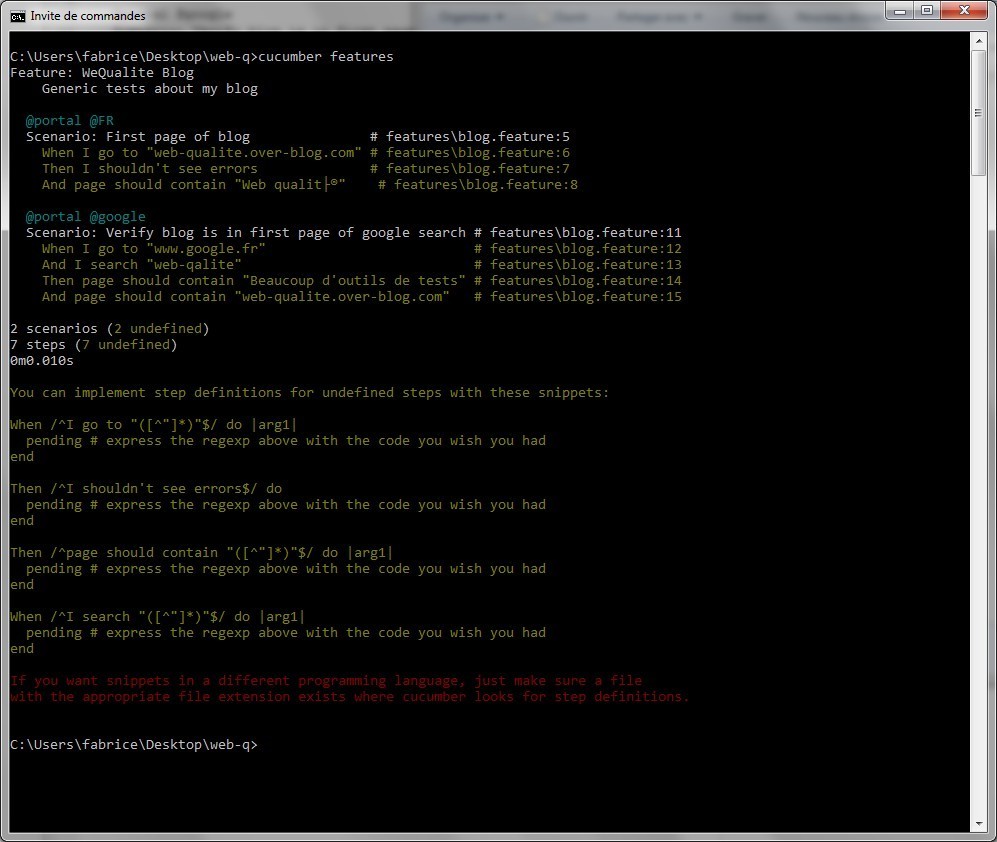 Invite de commandes
C:\Users\fabrice\Desktop\web-q>cucumber features
Feature: WeQualite Blog
    Generic tests about my blog
  @portal @FR
  Scenario: First page of blog               # features\blog.feature:5
    When I go to "web-qualite.over-blog.com" # features\blog.feature:6
    Then I shouldn't see errors              # features\blog.feature:7
    And page should contain "Web qualit├®"    # features\blog.feature:8
  @portal @google
  Scenario: Verify blog is in first page of google search # features\blog.feature:11
    When I go to "www.google.fr"                          # features\blog.feature:12
    And I search "web-qalite"                             # features\blog.feature:13
    Then page should contain "Beaucoup d'outils de tests" # features\blog.feature:14
    And page should contain "web-qualite.over-blog.com"   # features\blog.feature:15
2 scenarios (2 undefined)
7 steps (7 undefined)
0m0.010s
You can implement step definitions for undefined steps with these snippets:
When /^I go to "([^"]*)"$/ do |arg1|
  pending # express the regexp above with the code you wish you had
end
Then /^I shouldn't see errors$/ do
  pending # express the regexp above with the code you wish you had
end
Then /^page should contain "([^"]*)"$/ do |arg1|
  pending # express the regexp above with the code you wish you had
end
When /^I search "([^"]*)"$/ do |arg1|
  pending # express the regexp above with the code you wish you had
end
If you want snippets in a different programming language, just make sure a file
with the appropriate file extension exists where cucumber looks for step definitions.
C:\Users\fabrice\Desktop\web-q>